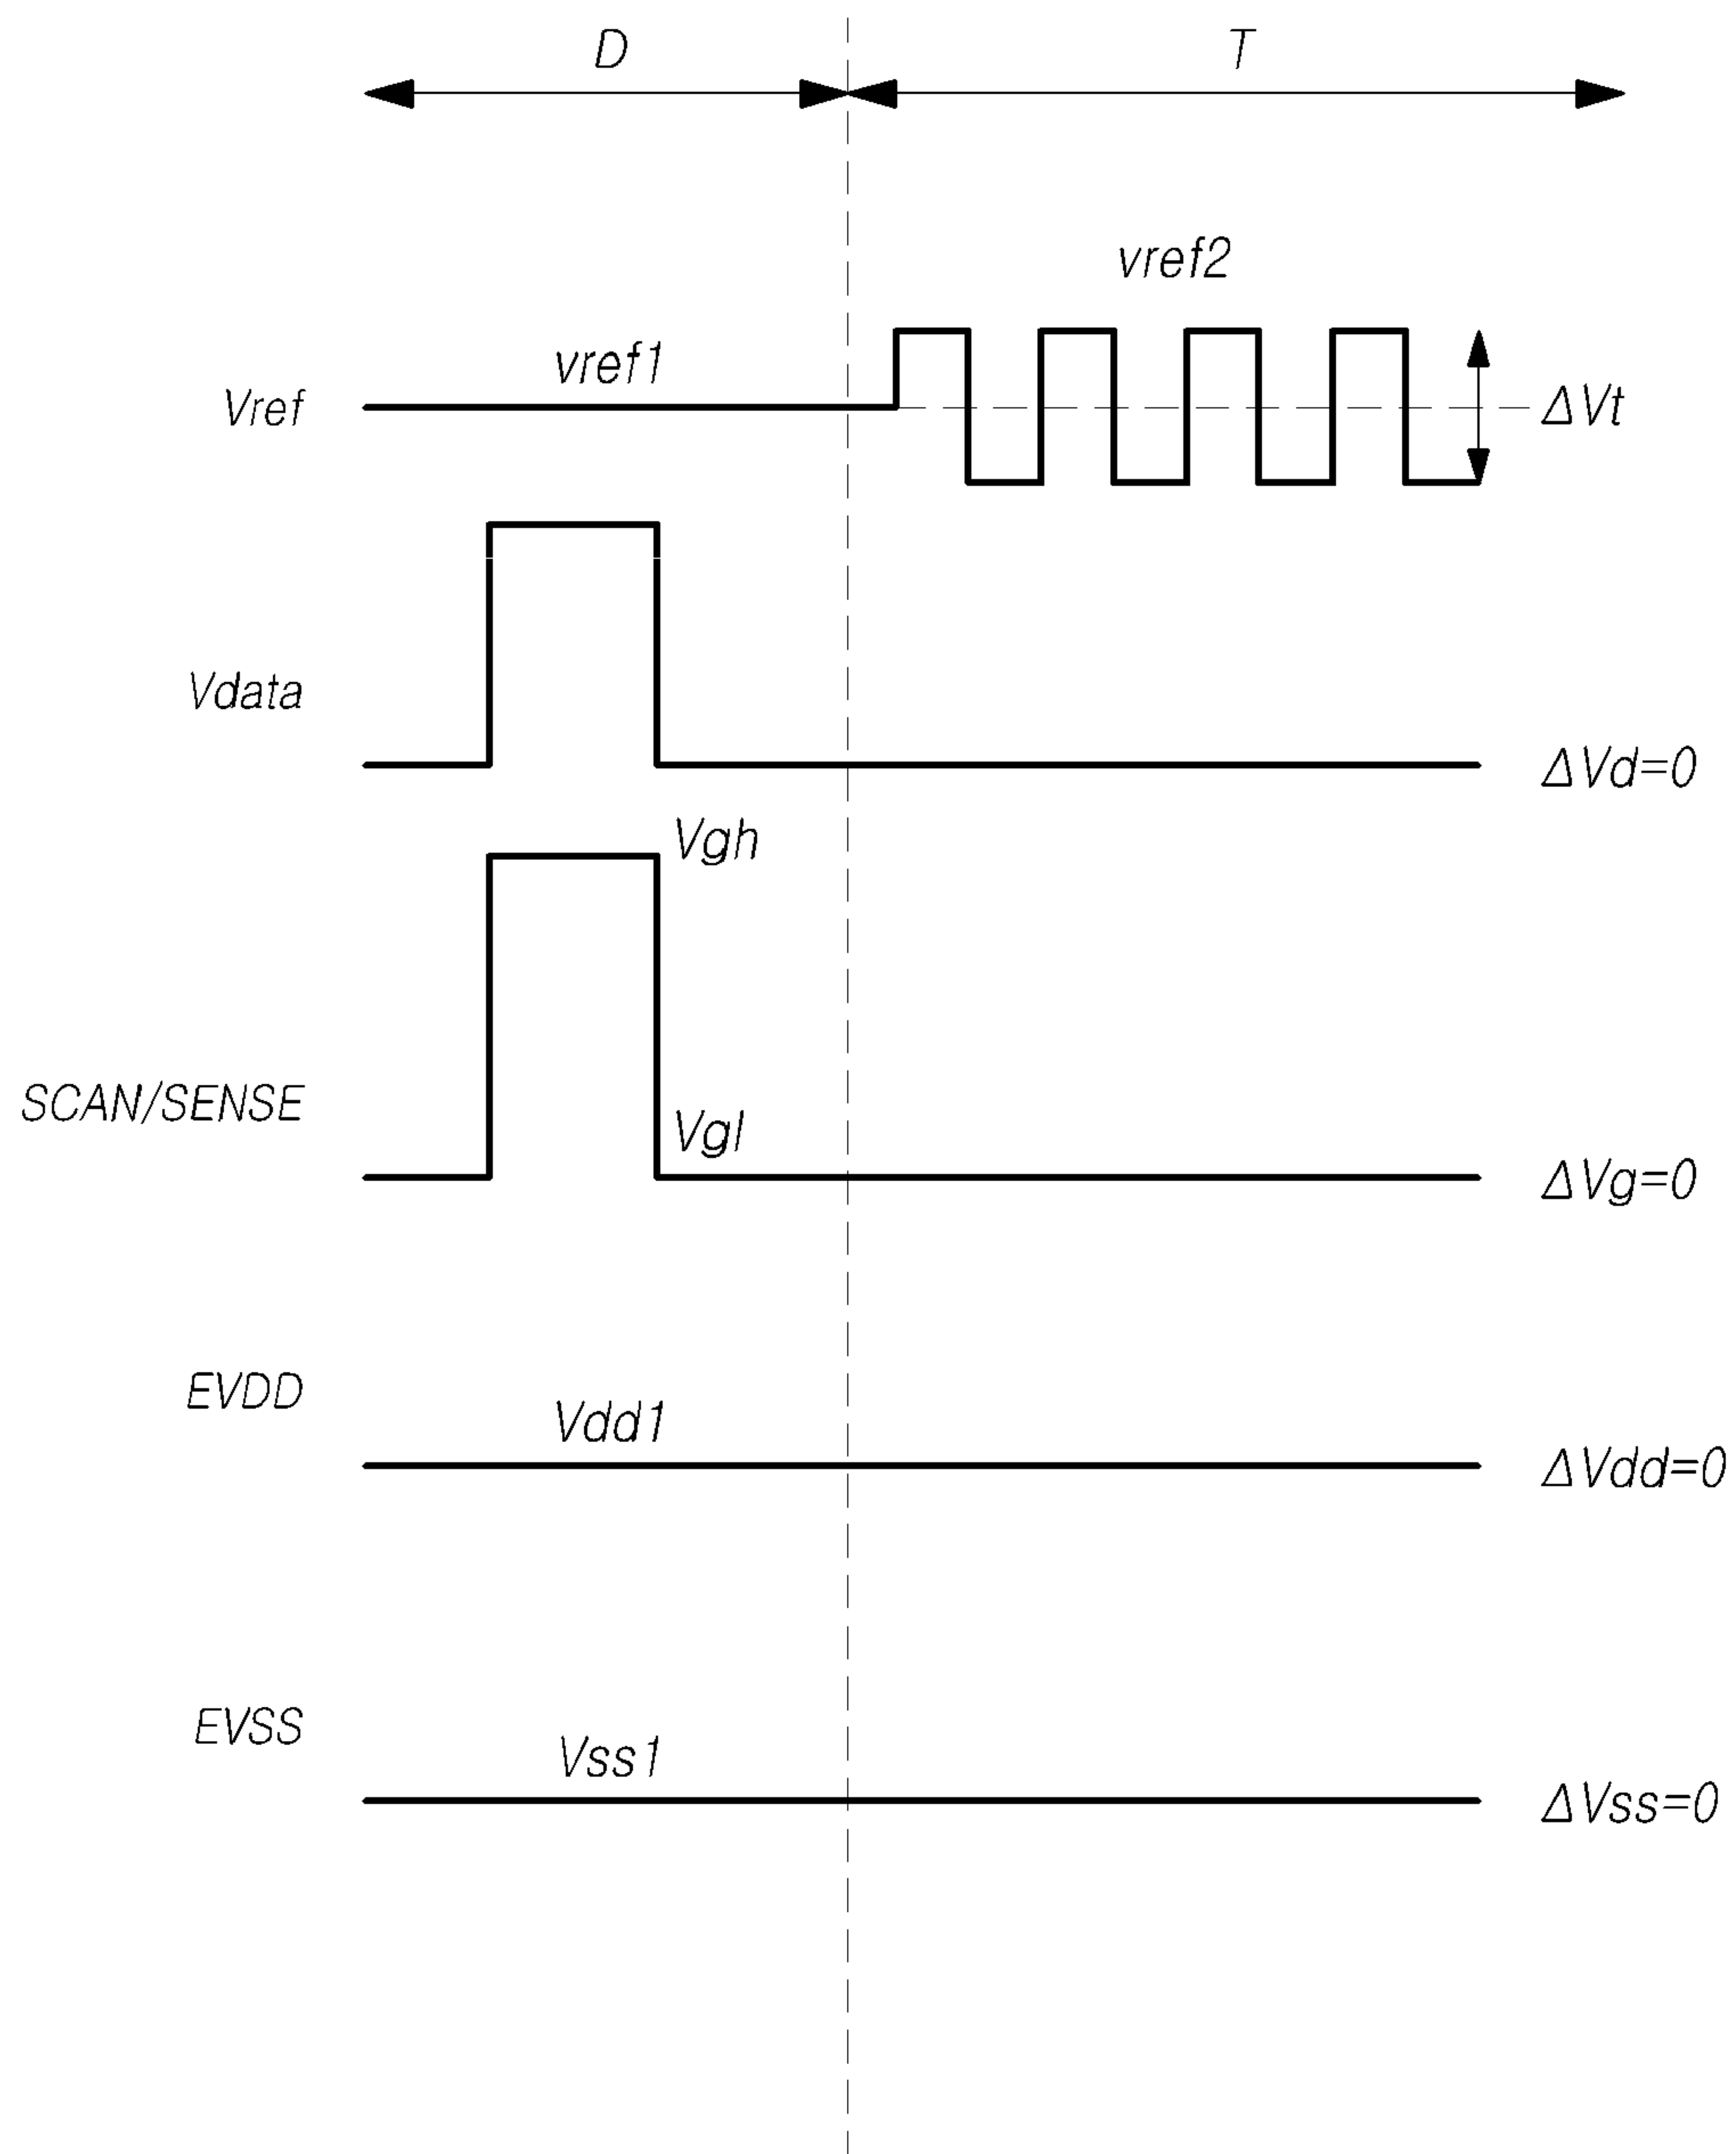 D T
vref2
vref1
Vref
ΔVt
Vdata
ΔVd=0
Vgh
SCAN/SENSE
Vgl
ΔVg=0
EVDD
Vdd1
ΔVdd=0
EVSS
Vss1
ΔVss=0